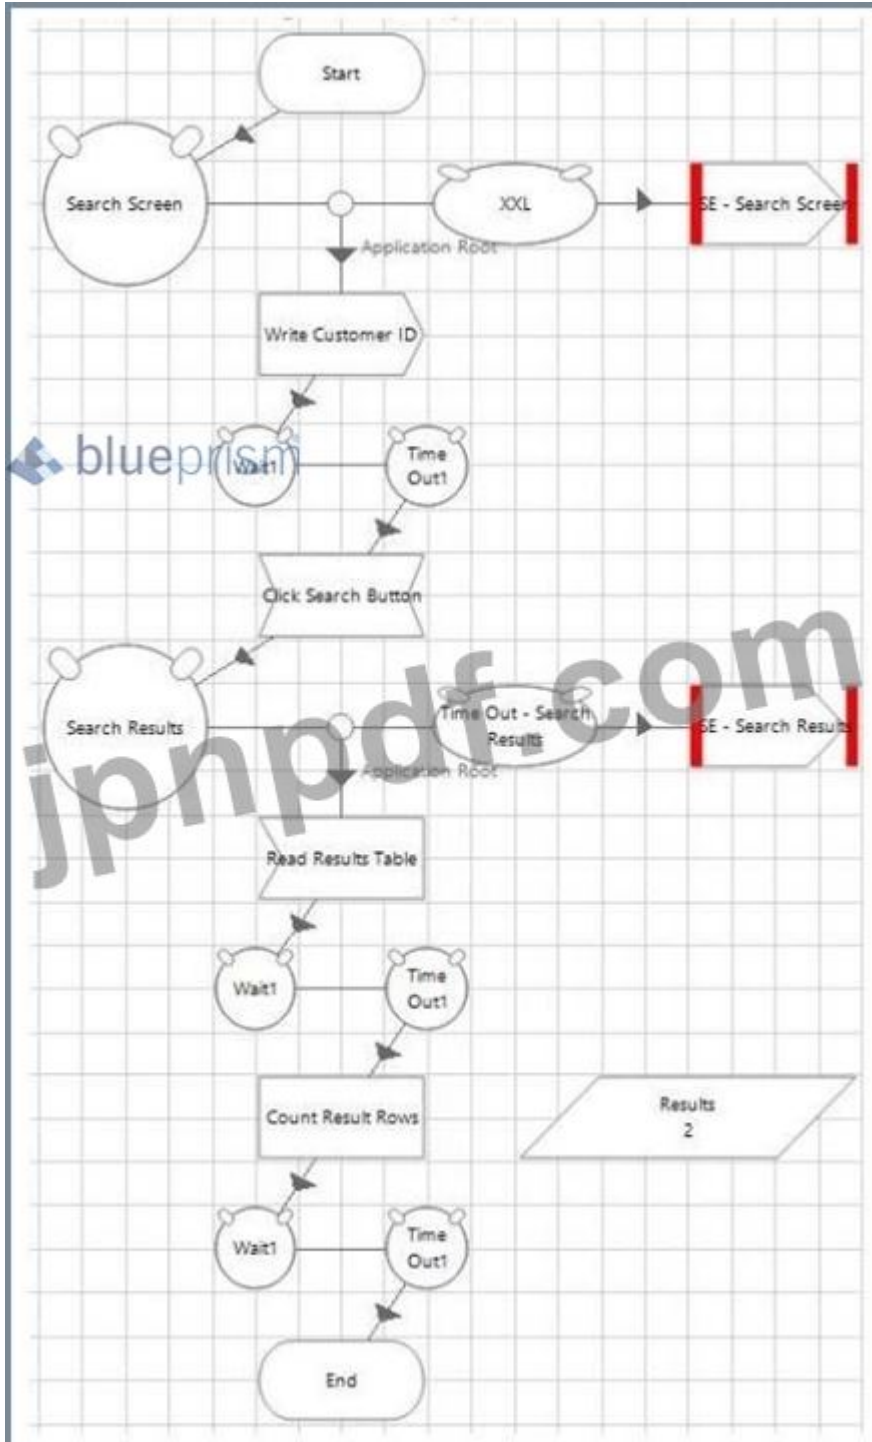 Start
Search Screen
XXL
SE - Search Screen
Application Root
Write Customer ID
blueprism
Wait1
Time
Out1
Click Search Button
jpnpdf.com
Search Results
Time Out - Search
Results
SE - Search Results
Application Root
Read Results Table
Wait1
Time
Out1
Count Result Rows
Results
2
Wait1
Time
Out1
End